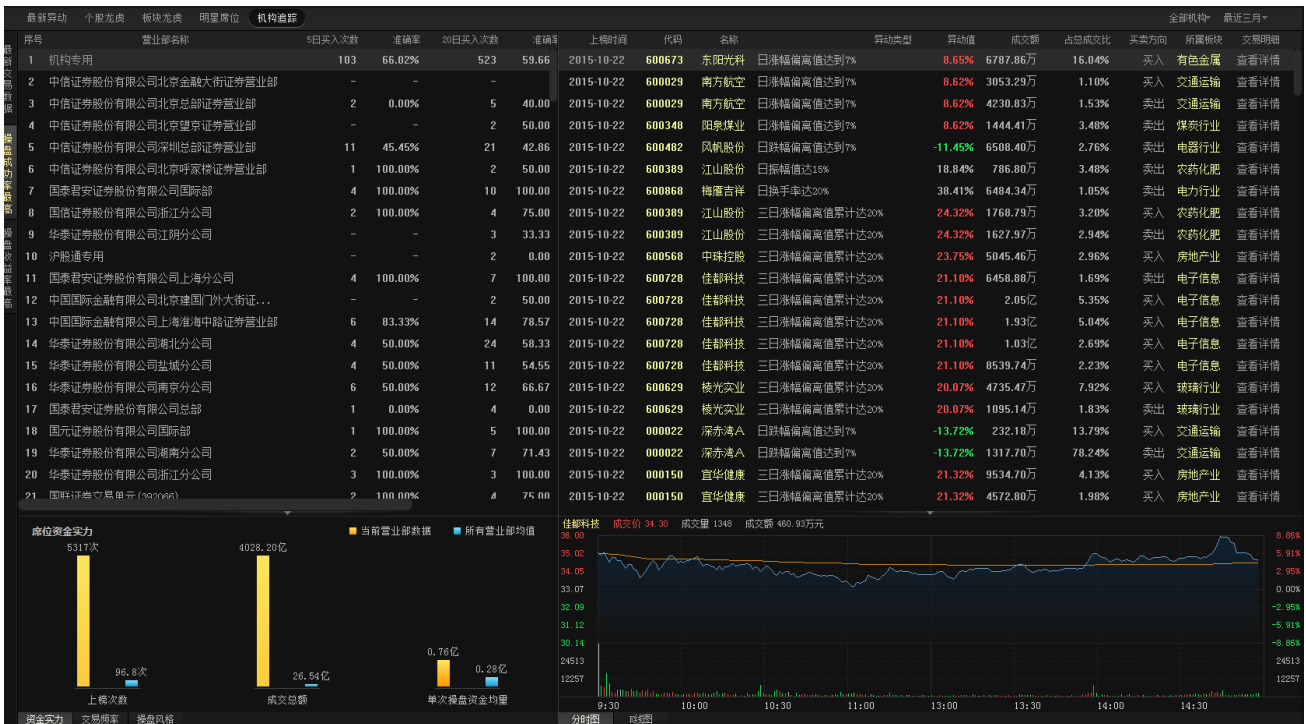 最新异动 个股龙虎 板块龙虎 明星席位 机构追踪 全部机构 最近三月
最新交易数据
操盘成功率最高
操盘收益率最高
序号 营业部名称 5日买入次数 准确率 20日买入次数 准确率
1 机构专用 103 66.02% 523 59.66
2 中信证券股份有限公司北京金融大街证券营业部 - - - -
3 中信证券股份有限公司北京总部证券营业部 2 0.00% 5 40.00
4 中信证券股份有限公司北京望京证券营业部 - - 2 50.00
5 中信证券股份有限公司深圳总部证券营业部 11 45.45% 21 42.86
6 中信证券股份有限公司北京呼家楼证券营业部 1 100.00% 2 50.00
7 国泰君安证券股份有限公司国际部 4 100.00% 10 100.00
8 国信证券股份有限公司浙江分公司 2 100.00% 4 75.00
9 华泰证券股份有限公司江阴分公司 - - 3 33.33
10 沪股通专用 - - 2 0.00
11 国泰君安证券股份有限公司上海分公司 4 100.00% 7 100.00
12 中国国际金融有限公司北京建国门外大街证... - - 2 50.00
13 中国国际金融有限公司上海淮海中路证券营业部 6 83.33% 14 78.57
14 华泰证券股份有限公司湖北分公司 4 50.00% 24 58.33
15 华泰证券股份有限公司盐城分公司 4 50.00% 11 54.55
16 华泰证券股份有限公司南京分公司 6 50.00% 12 66.67
17 国泰君安证券股份有限公司总部 1 0.00% 4 0.00
18 国元证券股份有限公司国际部 1 100.00% 5 100.00
19 华泰证券股份有限公司湖南分公司 2 50.00% 7 71.43
20 华泰证券股份有限公司浙江分公司 3 100.00% 3 100.00
21 国联证券交易单元(392066) 2 100.00% 4 75.00
上榜时间 代码 名称 异动类型 异动值 成交额 占总成交比 买卖方向 所属板块 交易明细
2015-10-22 600673 东阳光科 日涨幅偏离值达到7% 8.65% 6787.86万 16.04% 买入 有色金属 查看详情
2015-10-22 600029 南方航空 日涨幅偏离值达到7% 8.62% 3053.29万 1.10% 买入 交通运输 查看详情
2015-10-22 600029 南方航空 日涨幅偏离值达到7% 8.62% 4230.83万 1.53% 卖出 交通运输 查看详情
2015-10-22 600348 阳泉煤业 日涨幅偏离值达到7% 8.62% 1444.41万 3.48% 卖出 煤炭行业 查看详情
2015-10-22 600482 风帆股份 日跌幅偏离值达到7% -11.45% 6508.40万 2.76% 卖出 电器行业 查看详情
2015-10-22 600389 江山股份 日振幅值达15% 18.84% 786.80万 3.48% 卖出 农药化肥 查看详情
2015-10-22 600868 梅雁吉祥 日换手率达20% 38.41% 6484.34万 1.05% 卖出 电力行业 查看详情
2015-10-22 600389 江山股份 三日涨幅偏离值累计达20% 24.32% 1768.79万 3.20% 买入 农药化肥 查看详情
2015-10-22 600389 江山股份 三日涨幅偏离值累计达20% 24.32% 1627.97万 2.94% 卖出 农药化肥 查看详情
2015-10-22 600568 中珠控股 三日涨幅偏离值累计达20% 23.75% 5045.46万 2.96% 买入 房地产业 查看详情
2015-10-22 600728 佳都科技 三日涨幅偏离值累计达20% 21.10% 6458.88万 1.69% 卖出 电子信息 查看详情
2015-10-22 600728 佳都科技 三日涨幅偏离值累计达20% 21.10% 2.05亿 5.35% 买入 电子信息 查看详情
2015-10-22 600728 佳都科技 三日涨幅偏离值累计达20% 21.10% 1.93亿 5.04% 买入 电子信息 查看详情
2015-10-22 600728 佳都科技 三日涨幅偏离值累计达20% 21.10% 1.03亿 2.69% 买入 电子信息 查看详情
2015-10-22 600728 佳都科技 三日涨幅偏离值累计达20% 21.10% 8539.74万 2.23% 买入 电子信息 查看详情
2015-10-22 600629 棱光实业 三日涨幅偏离值累计达20% 20.07% 4735.47万 7.92% 买入 玻璃行业 查看详情
2015-10-22 600629 棱光实业 三日涨幅偏离值累计达20% 20.07% 1095.14万 1.83% 卖出 玻璃行业 查看详情
2015-10-22 000022 深赤湾A 日跌幅偏离值达到7% -13.72% 232.18万 13.79% 买入 交通运输 查看详情
2015-10-22 000022 深赤湾A 日跌幅偏离值达到7% -13.72% 1317.70万 78.24% 卖出 交通运输 查看详情
2015-10-22 000150 宜华健康 三日涨幅偏离值累计达20% 21.32% 9534.70万 4.13% 买入 房地产业 查看详情
2015-10-22 000150 宜华健康 三日涨幅偏离值累计达20% 21.32% 4572.80万 1.98% 买入 房地产业 查看详情
席位资金实力 当前营业部数据 所有营业部均值
5317次 4028.20亿
0.76亿
96.8次 26.54亿 0.28亿
上榜次数 成交总额 单次操盘资金均量
资金实力 交易频率 操盘风格
佳都科技 成交价 34.30 成交量 1348 成交额 460.93万元
36.00 8.86%
35.02 5.91%
34.05 2.95%
33.07 0.00%
32.09 -2.95%
31.12 -5.91%
30.14 -8.86%
24513 24513
12257 12257
9:30 10:00 10:30 11:00 13:00 13:30 14:00 14:30
分时图 K线图